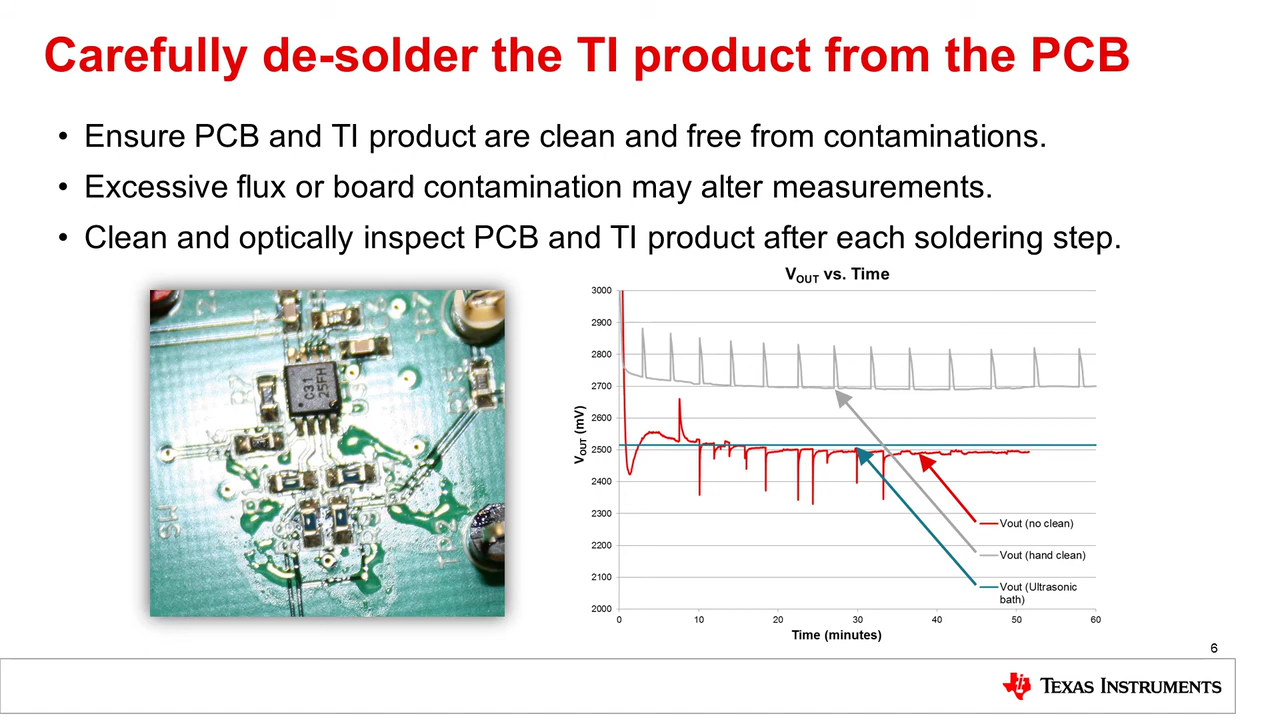 Carefully de-solder the TI product from the PCB
• Ensure PCB and TI product are clean and free from contaminations.
• Excessive flux or board contamination may alter measurements.
• Clean and optically inspect PCB and TI product after each soldering step.
C31
25FH
SW
TP7
TP2
VOUT vs. Time
3000
2900
2800
2700
2600
2500
2400
2300
2200
2100
2000
VOUT (mV)
0 10 20 30 40 50 60
Time (minutes)
Vout (no clean)
Vout (hand clean)
Vout (Ultrasonic
bath)
6
TEXAS INSTRUMENTS